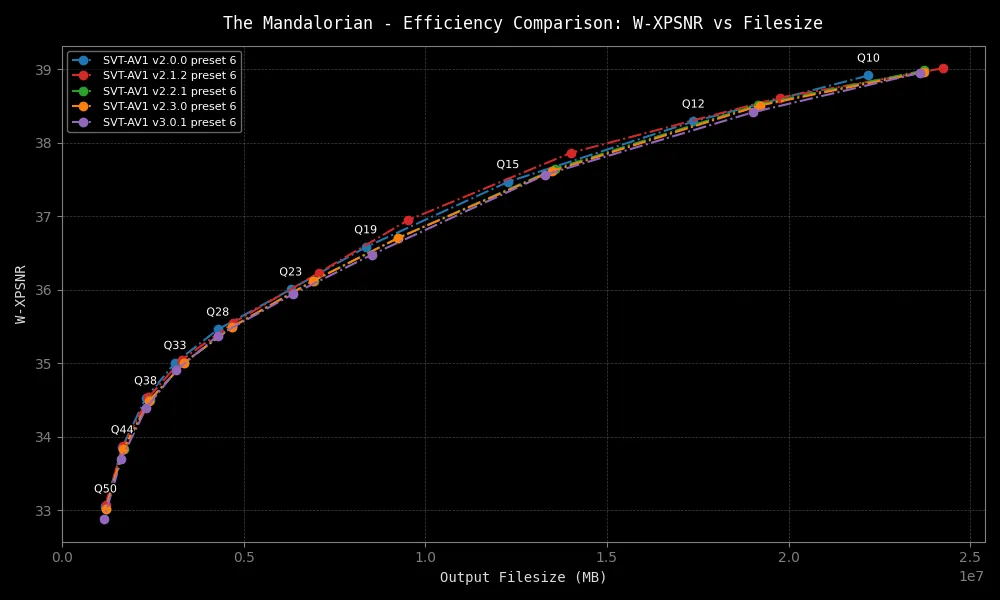 The Mandalorian - Efficiency Comparison: W-XPSNR vs Filesize
SVT-AV1 v2.0.0 preset 6
SVT-AV1 v2.1.2 preset 6
SVT-AV1 v2.2.1 preset 6
SVT-AV1 v2.3.0 preset 6
SVT-AV1 v3.0.1 preset 6
Q10
Q12
Q15
Q19
Q23
Q28
Q33
Q38
Q44
Q50
39
38
37
36
35
34
33
W-XPSNR
0.0 0.5 1.0 1.5 2.0 2.5
1e7
Output Filesize (MB)